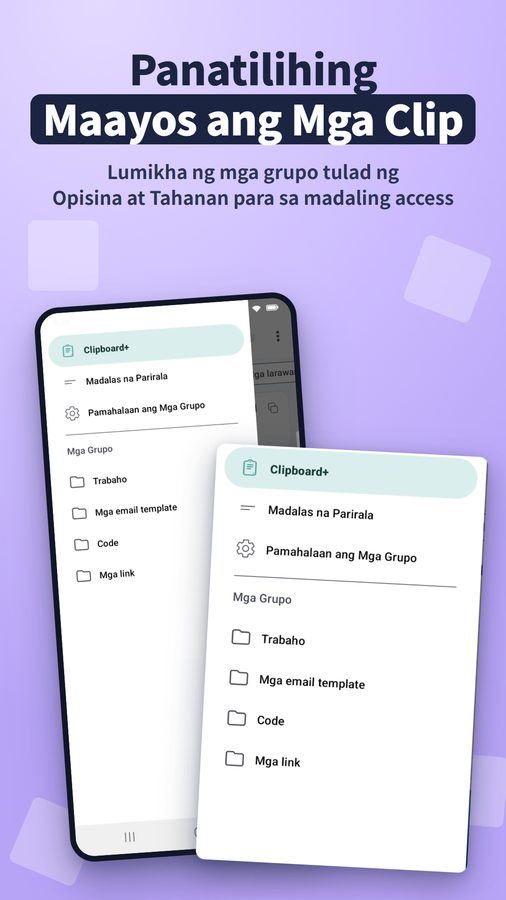 Panatilihing
Maayos ang Mga Clip
Lumikha ng mga grupo tulad ng
Opisina at Tahanan para sa madaling access
Clipboard+
Madalas na Parirala
Pamahalaan ang Mga Grupo
Mga Grupo
Trabaho
Mga email template
Code
Mga link
Clipboard+
Madalas na Parirala
Pamahalaan ang Mga Grupo
Mga Grupo
Trabaho
Mga email template
Code
Mga link